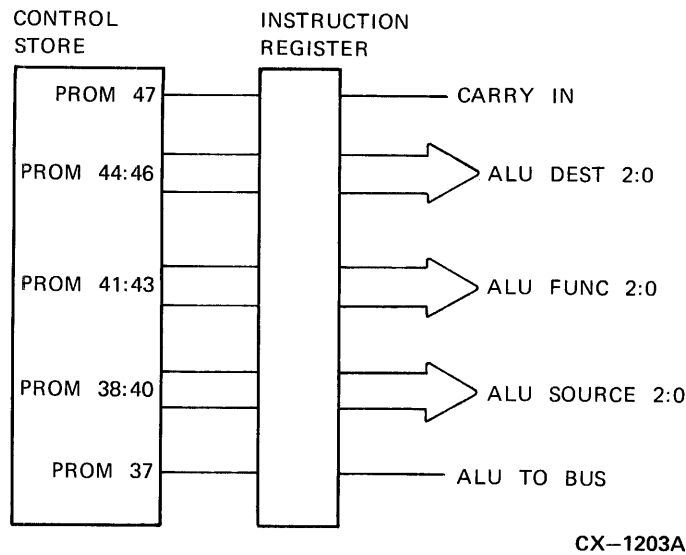 CONTROL
STORE
INSTRUCTION
REGISTER
PROM 47
CARRY IN
PROM 44:46
ALU DEST 2:0
PROM 41:43
ALU FUNC 2:0
PROM 38:40
ALU SOURCE 2:0
PROM 37
ALU TO BUS
CX–1203A